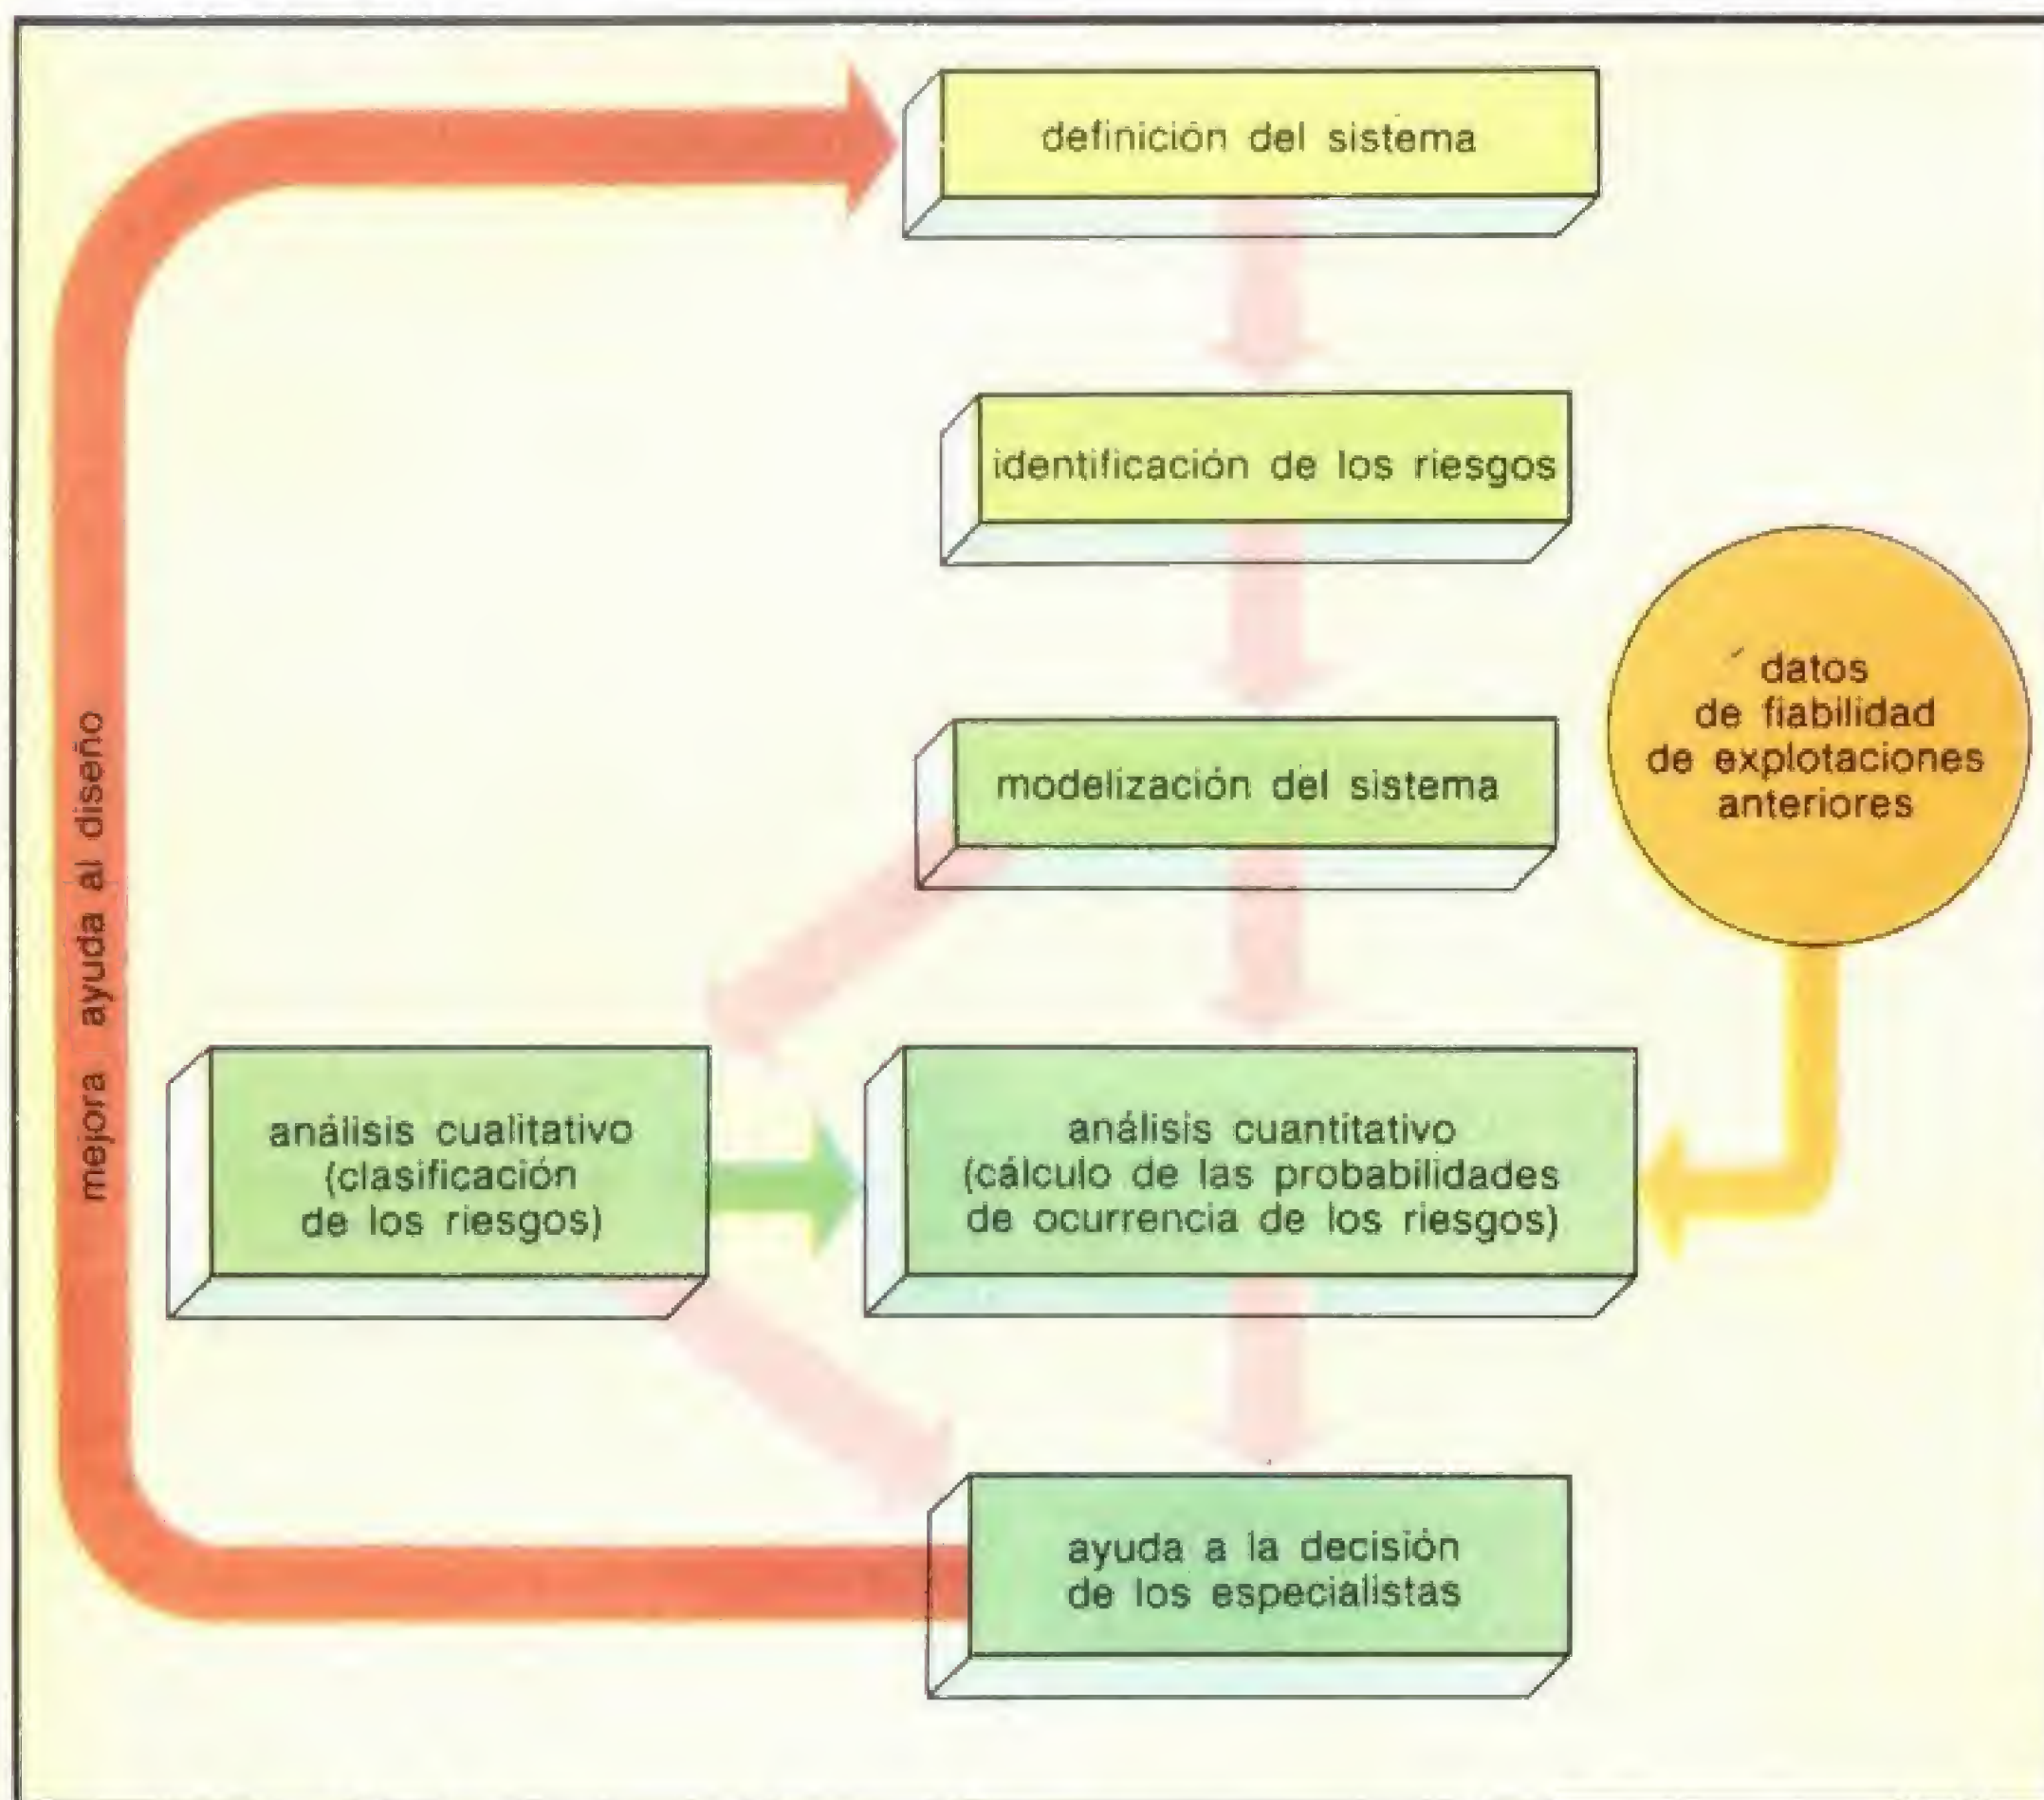 definición del sistema
identificación de los riesgos
modelización del sistema
datos
de fiabilidad
de explotaciones
anteriores
análisis cualitativo
(clasificación
de los riesgos)
análisis cuantitativo
(cálculo de las probabilidades
de ocurrencia de los riesgos)
ayuda a la decisión
de los especialistas
mejora ayuda al diseño